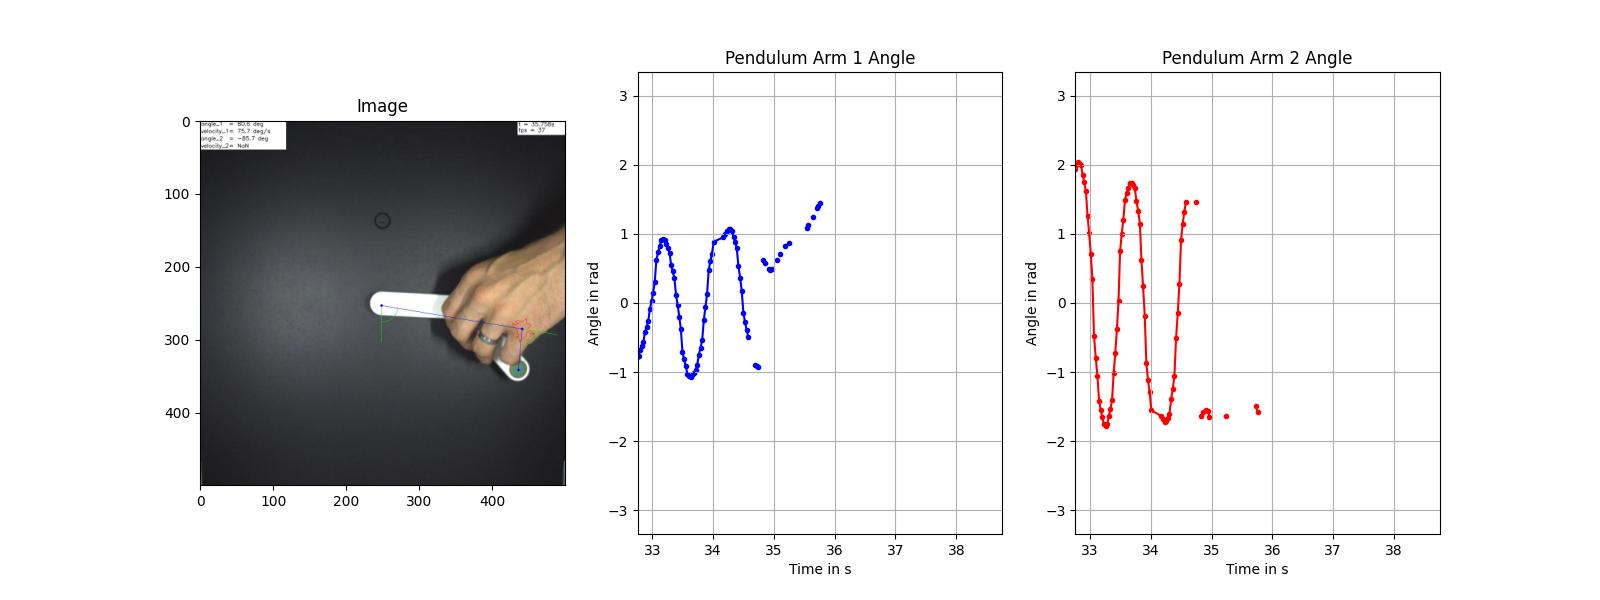 Image
angle_1 = 80.6 deg
velocity_1= 75.7 deg/s
angle_2 = -85.7 deg
velocity_2= NaN
t = 35.758s
fps = 37
0
100
200
300
400
0
100
200
300
400
Pendulum Arm 1 Angle
Angle in rad
3
2
1
0
−1
−2
−3
33
34
35
36
37
38
Time in s
Pendulum Arm 2 Angle
Angle in rad
3
2
1
0
−1
−2
−3
33
34
35
36
37
38
Time in s